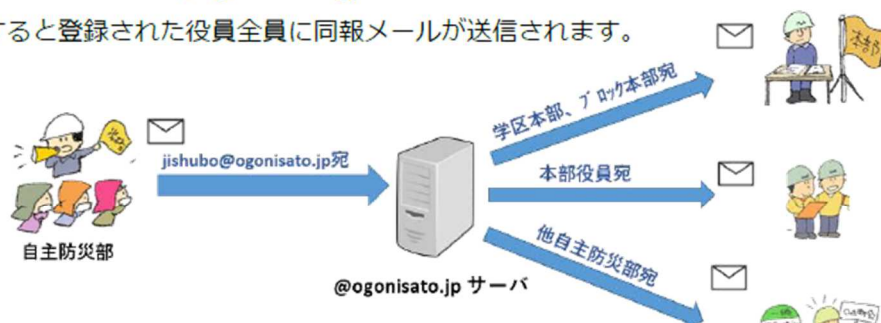 すると登録された役員全員に同報メールが送信されます。
本部
学区本部、ブロック本部宛
jishubo@ogonisato.jp宛
本部役員宛
自主防災部
他自主防災部宛
@ogonisato.jp サーバ